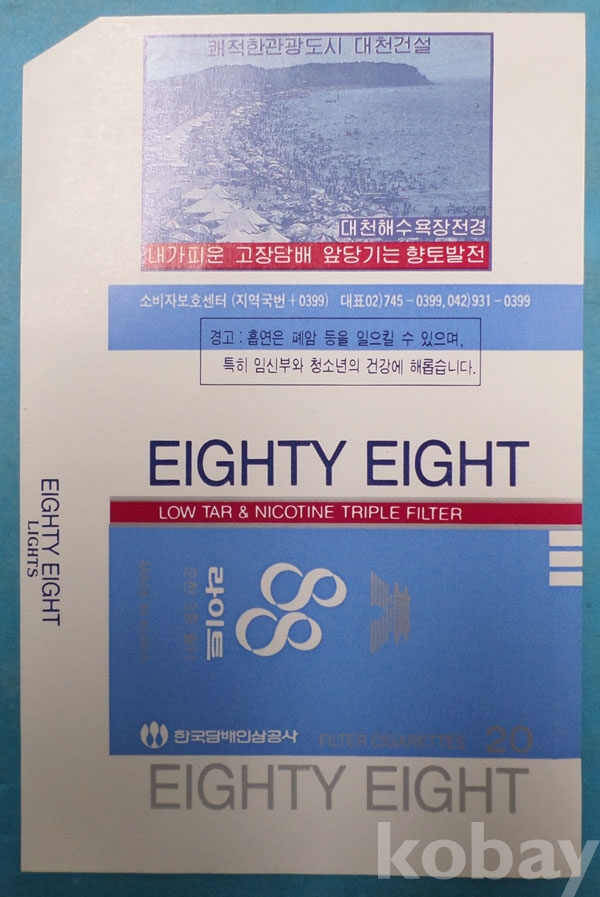 쾌적한관광도시 대천건설
대천해수욕장전경
내가피운 고장담배 앞당기는 향토발전
소비자보호센터 (지역국번+0399) 대표02)745-0399, 042)931-0399
경고 : 흡연은 폐암 등을 일으킬 수 있으며,
특히 임신부와 청소년의 건강에 해롭습니다.
EIGHTY EIGHT
LOW TAR & NICOTINE TRIPLE FILTER
EIGHTY EIGHT
LIGHTS
88
라이트
한국담배인삼공사
FILTER CIGARETTES 20
EIGHTY EIGHT
kobay